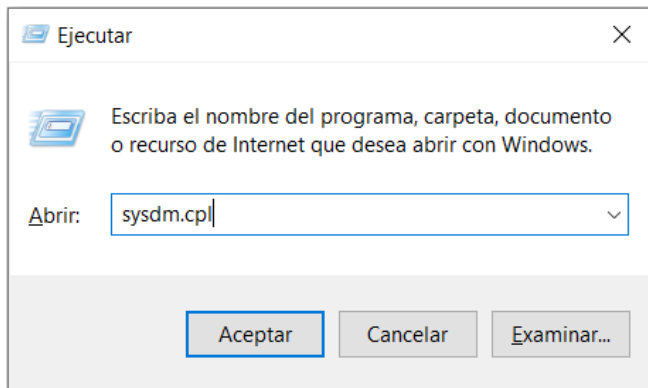 Ejecutar
Escriba el nombre del programa, carpeta, documento
o recurso de Internet que desea abrir con Windows.
Abrir: sysdm.cpl
Aceptar Cancelar Examinar...